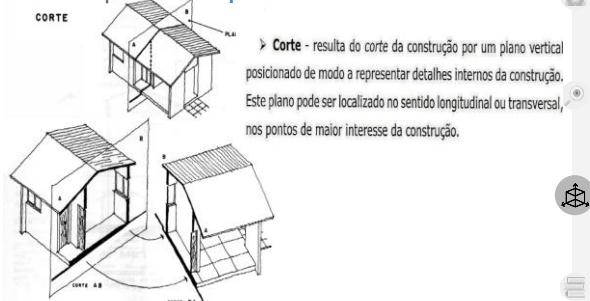 CORTE
B
A
PLA
➢ Corte - resulta do corte da construção por um plano vertical
posicionado de modo a representar detalhes internos da construção.
Este plano pode ser localizado no sentido longitudinal ou transversal,
nos pontos de maior interesse da construção.
B
A
B
A
CORTE AB